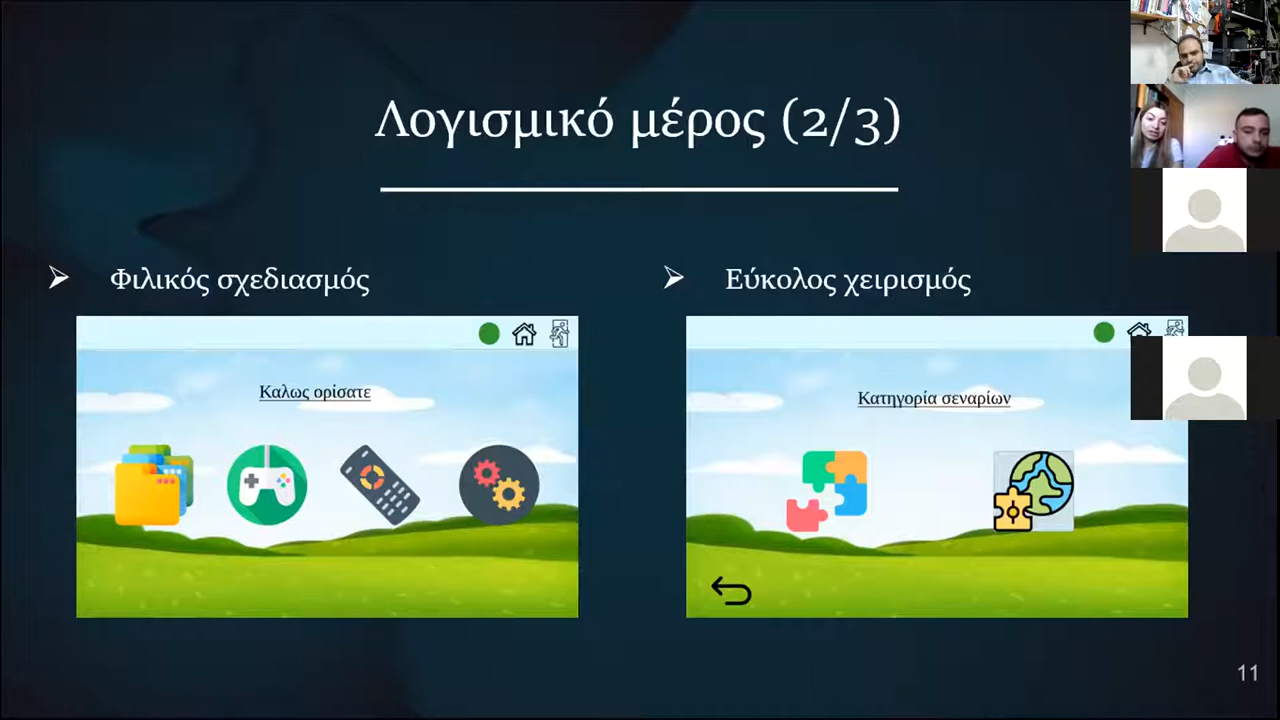 Λογισμικό μέρος (2/3)
Φιλικός σχεδιασμός
Εύκολος χειρισμός
Καλως ορίσατε
Κατηγορία σεναρίων
11